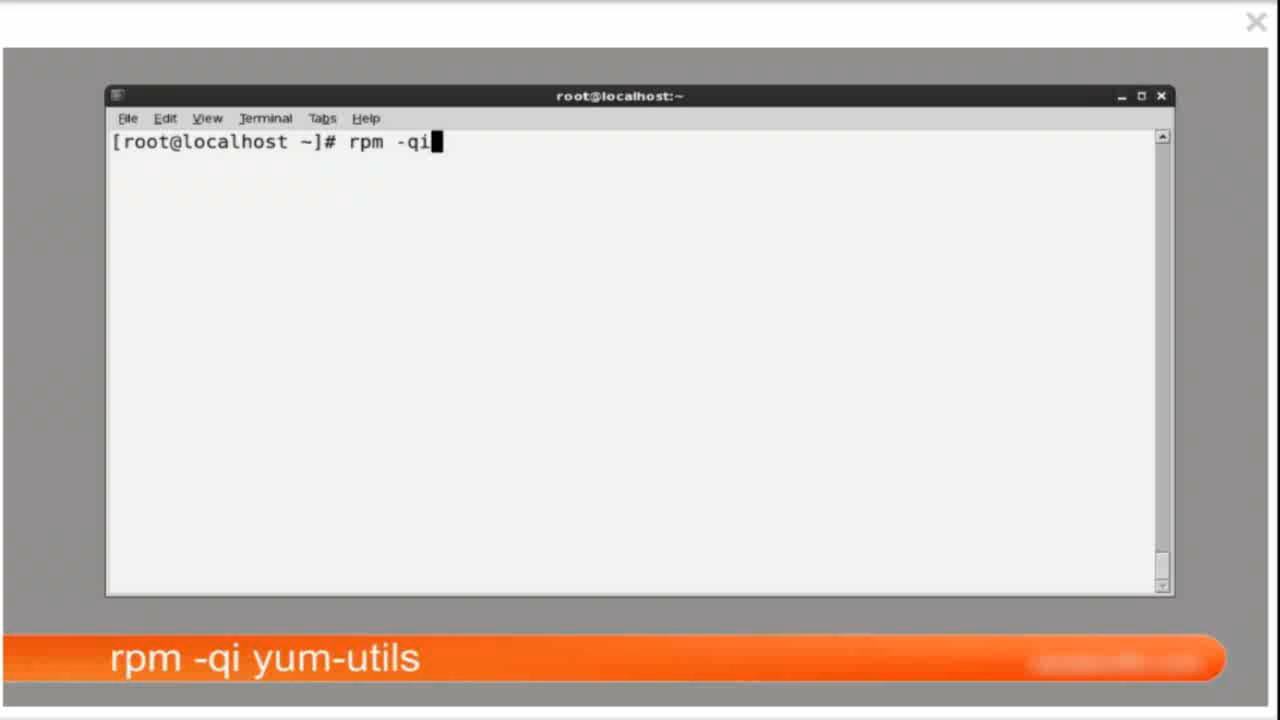 root@localhost:~
File Edit View Terminal Tabs Help
[root@localhost ~]# rpm -qi
rpm -qi yum-utils